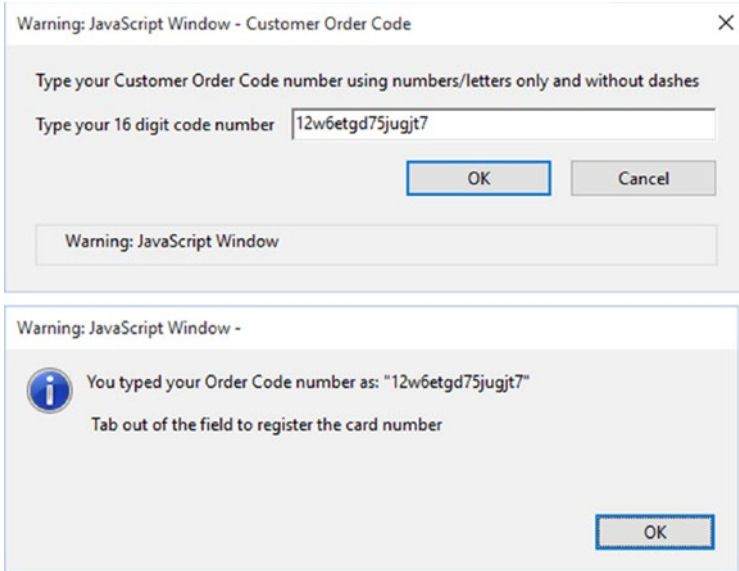 Warning: JavaScript Window - Customer Order Code
Type your Customer Order Code number using numbers/letters only and without dashes
Type your 16 digit code number 12w6etgd75jugjt7
OK Cancel
Warning: JavaScript Window
Warning: JavaScript Window -
You typed your Order Code number as: "12w6etgd75jugjt7"
Tab out of the field to register the card number
OK